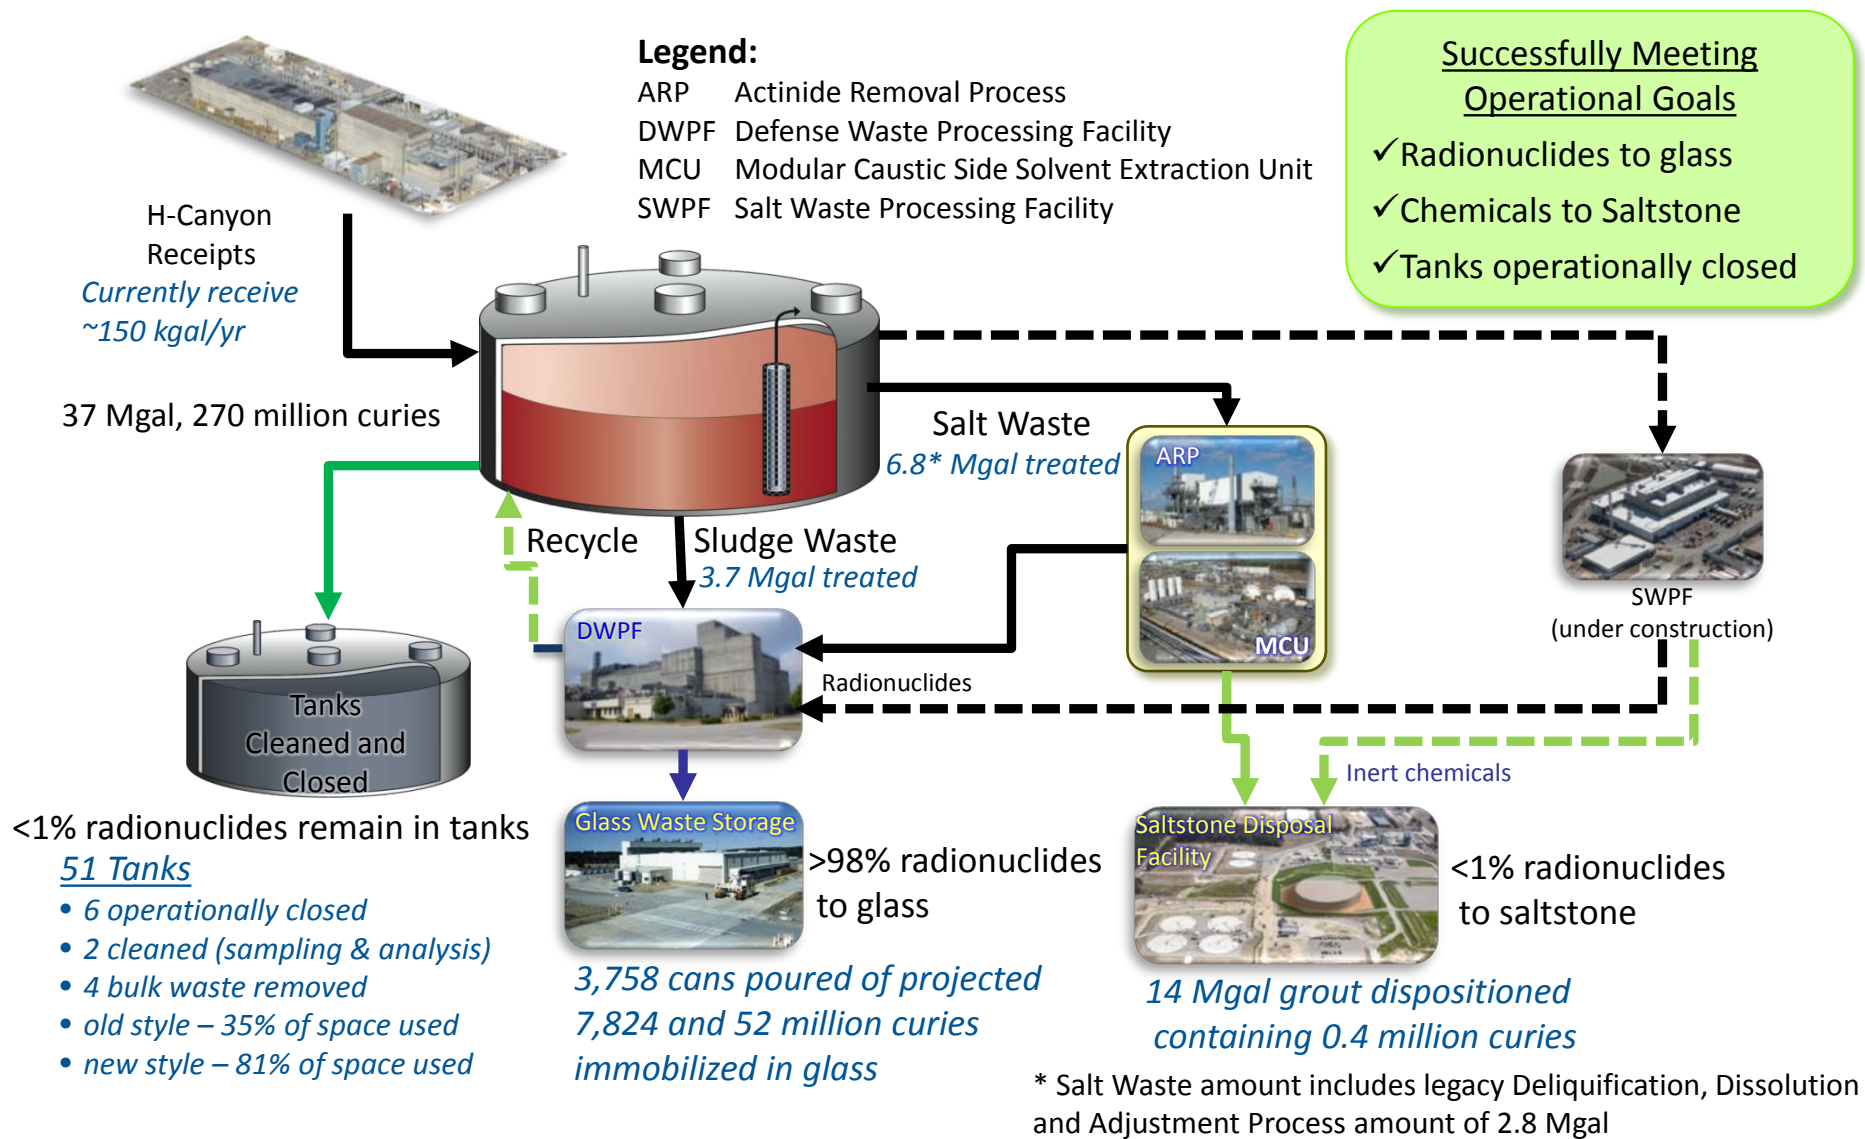 Legend:
ARP Actinide Removal Process
DWPF Defense Waste Processing Facility
MCU Modular Caustic Side Solvent Extraction Unit
SWPF Salt Waste Processing Facility
Successfully Meeting
Operational Goals
✓Radionuclides to glass
✓Chemicals to Saltstone
✓Tanks operationally closed
H-Canyon
Receipts
Currently receive
~150 kgal/yr
37 Mgal, 270 million curies
Salt Waste
6.8* Mgal treated
ARP
MCU
SWPF
(under construction)
Recycle
Sludge Waste
3.7 Mgal treated
DWPF
Radionuclides
Inert chemicals
Tanks
Cleaned and
Closed
<1% radionuclides remain in tanks
51 Tanks
• 6 operationally closed
• 2 cleaned (sampling & analysis)
• 4 bulk waste removed
• old style – 35% of space used
• new style – 81% of space used
Glass Waste Storage
>98% radionuclides
to glass
3,758 cans poured of projected
7,824 and 52 million curies
immobilized in glass
Saltstone Disposal
Facility
<1% radionuclides
to saltstone
14 Mgal grout dispositioned
containing 0.4 million curies
* Salt Waste amount includes legacy Deliquification, Dissolution
and Adjustment Process amount of 2.8 Mgal